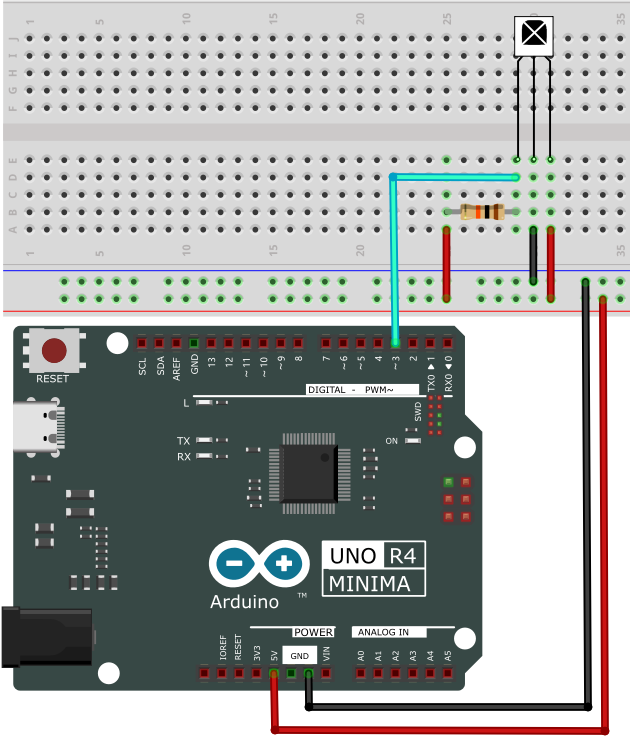 1 5 10 15 20 25 30 35
J
I
H
G
F
E
D
C
B
A
1 5 10 15 20 25 30 35
SCL SDA AREF GND 13 12 ~11 ~10 ~9 8 7 ~6 ~5 4 ~3 2 TX0 ▶ 1 RX0 ◀ 0
RESET
DIGITAL - PWM~
L
SWD
TX
RX
ON
UNO R4
MINIMA
Arduino
TM
POWER
ANALOG IN
IOREF RESET 3V3 5V GND VIN A0 A1 A2 A3 A4 A5